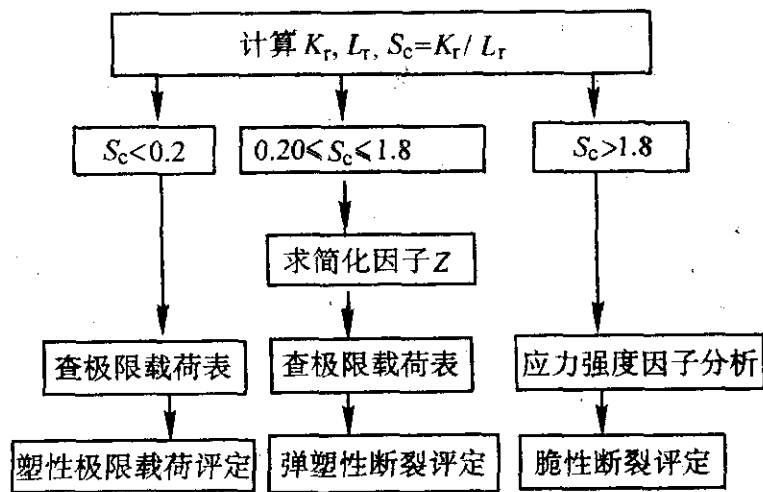 计算 Kr, Lr, Sc=Kr/ Lr
Sc<0.2
0.20≤Sc≤1.8
Sc>1.8
求简化因子Z
查极限载荷表
查极限载荷表
应力强度因子分析
塑性极限载荷评定
弹塑性断裂评定
脆性断裂评定